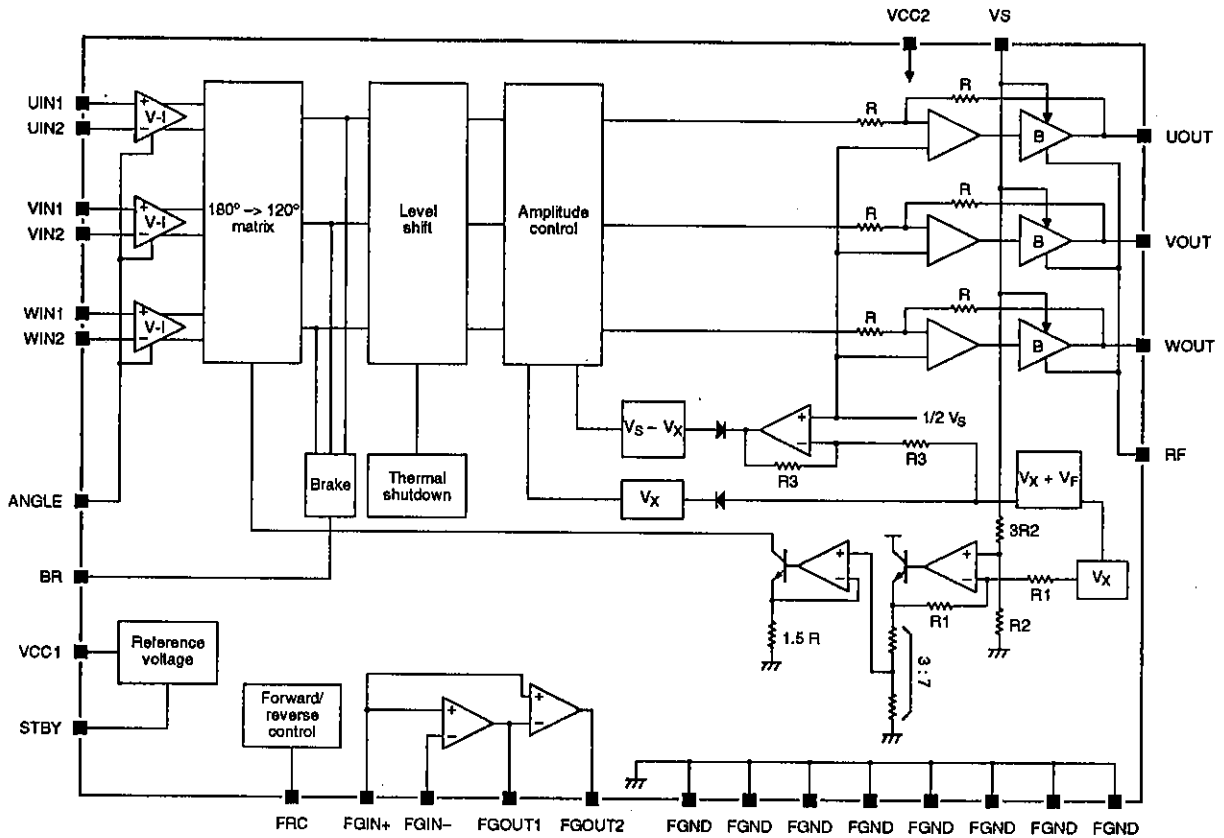 VCC2 VS
UIN1
UIN2
VIN1
VIN2
WIN1
WIN2
ANGLE
BR
VCC1
STBY
+
V-I
−
+
V-I
−
+
V-I
−
180° -> 120°
matrix
Level
shift
Amplitude
control
R
R
B
UOUT
R
R
B
VOUT
R
R
B
WOUT
RF
Brake
Thermal
shutdown
VS − VX
+
−
1/2 VS
R3
R3
VX
VX + VF
3R2
+
−
+
−
R1
VX
R1
R2
1.5 R
3 : 7
Reference
voltage
Forward/
reverse
control
+
−
+
−
FRC FGIN+ FGIN− FGOUT1 FGOUT2 FGND FGND FGND FGND FGND FGND FGND FGND